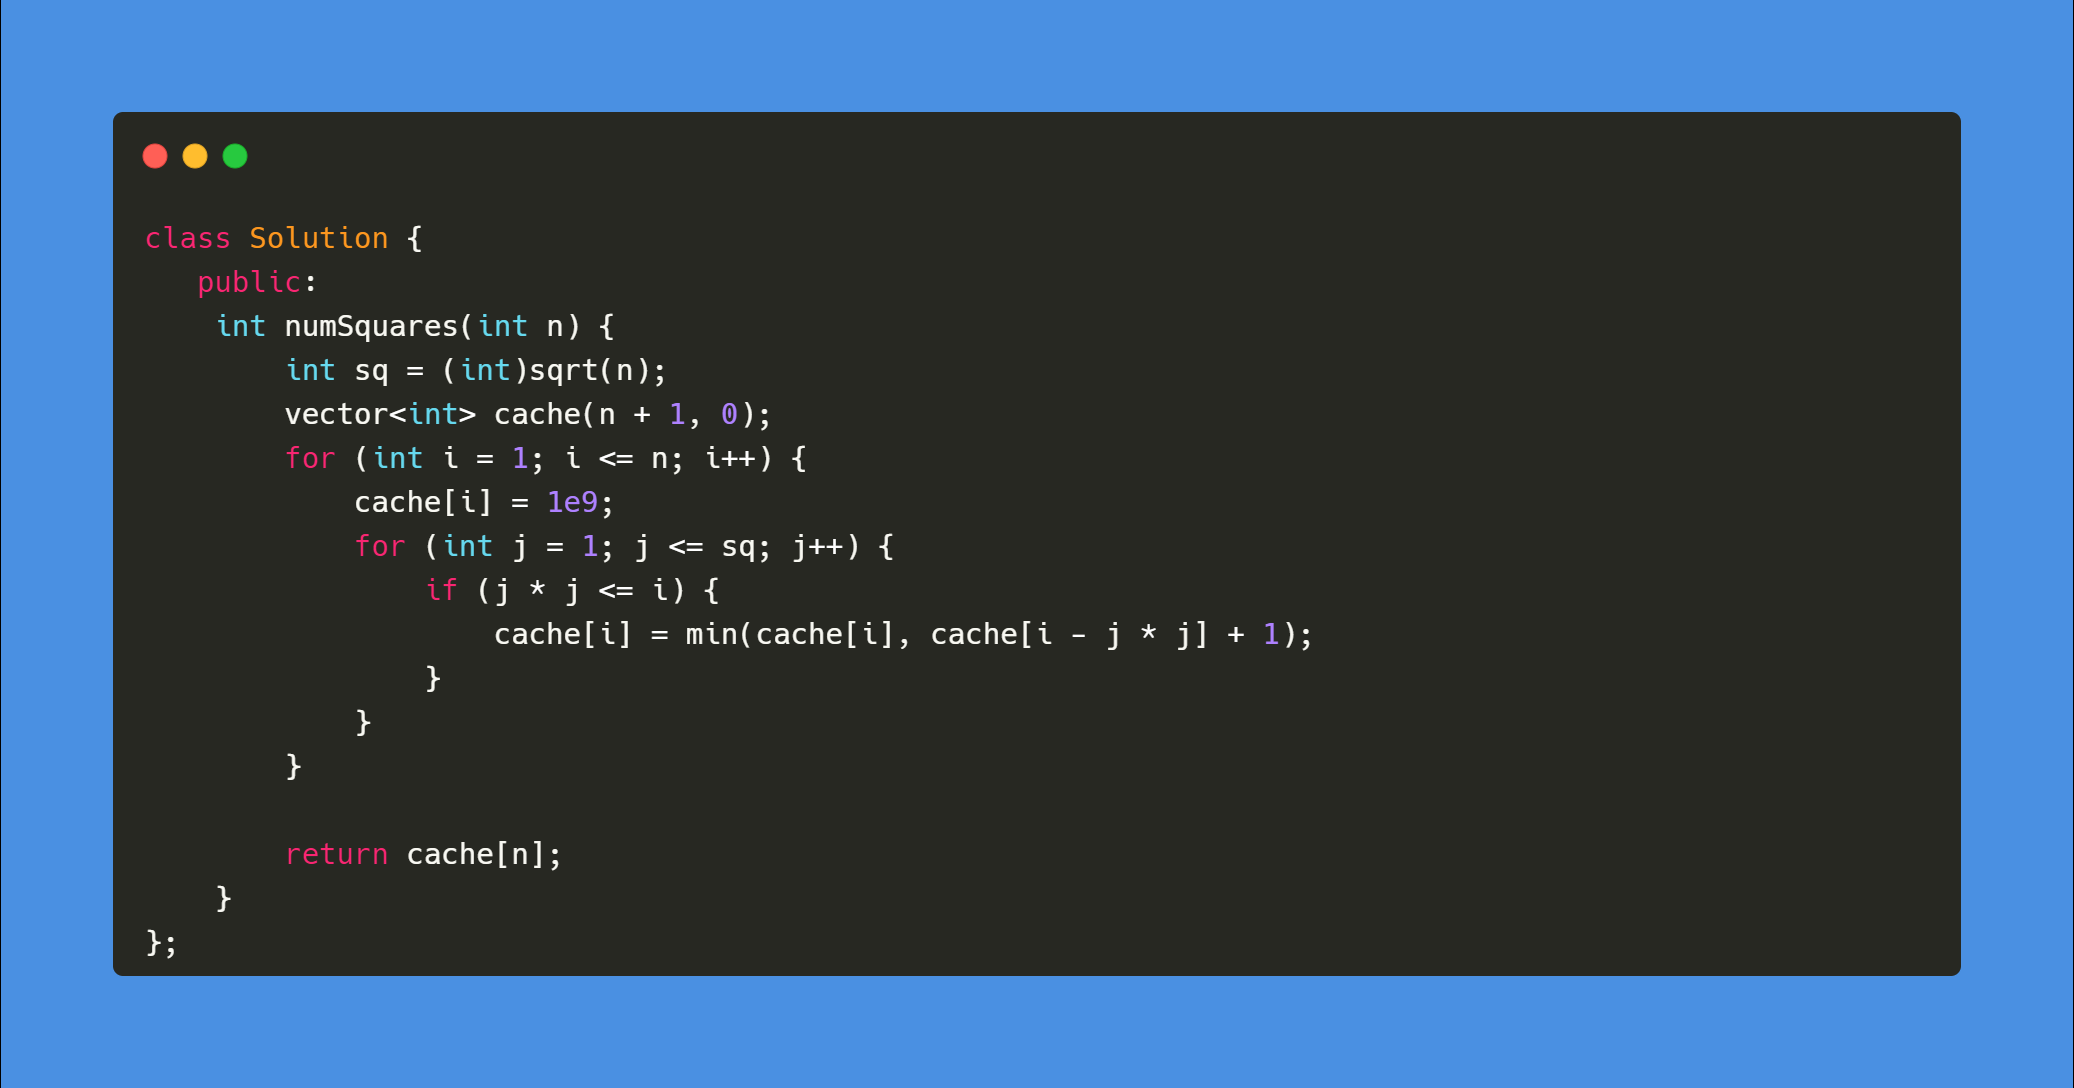 class Solution {
   public:
    int numSquares(int n) {
        int sq = (int)sqrt(n);
        vector<int> cache(n + 1, 0);
        for (int i = 1; i <= n; i++) {
            cache[i] = 1e9;
            for (int j = 1; j <= sq; j++) {
                if (j * j <= i) {
                    cache[i] = min(cache[i], cache[i - j * j] + 1);
                }
            }
        }

        return cache[n];
    }
};